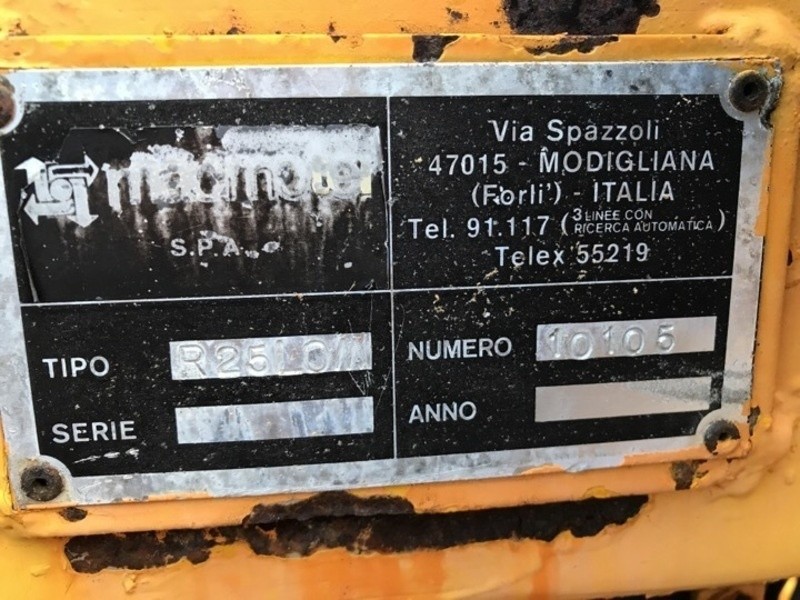 macmoter
S.P.A.
Via Spazzoli
47015 - MODIGLIANA
(Forli') - ITALIA
Tel. 91.117 (3 LINEE CON RICERCA AUTOMATICA)
Telex 55219
TIPO
NUMERO 10105
SERIE
ANNO